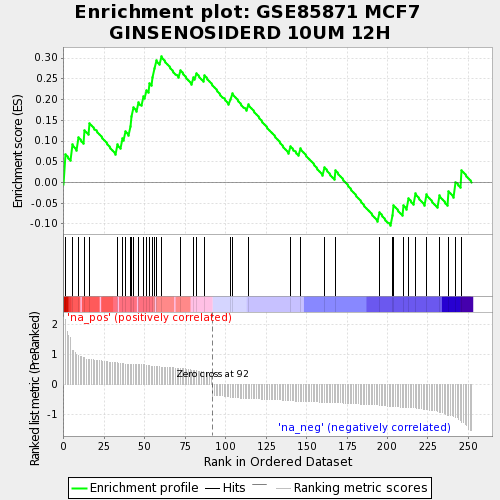 Enrichment plot: GSE85871 MCF7
GINSENOSIDERD 10UM 12H
Enrichment score (ES)
0.30
0.25
0.20
0.15
0.10
0.05
0.00
-0.05
-0.10
'na_pos' (positively correlated)
Ranked list metric (PreRanked)
2
1
0
-1
Zero cross at 92
'na_neg' (negatively correlated)
0 25 50 75 100 125 150 175 200 225 250
Rank in Ordered Dataset
Enrichment profile Hits Ranking metric scores